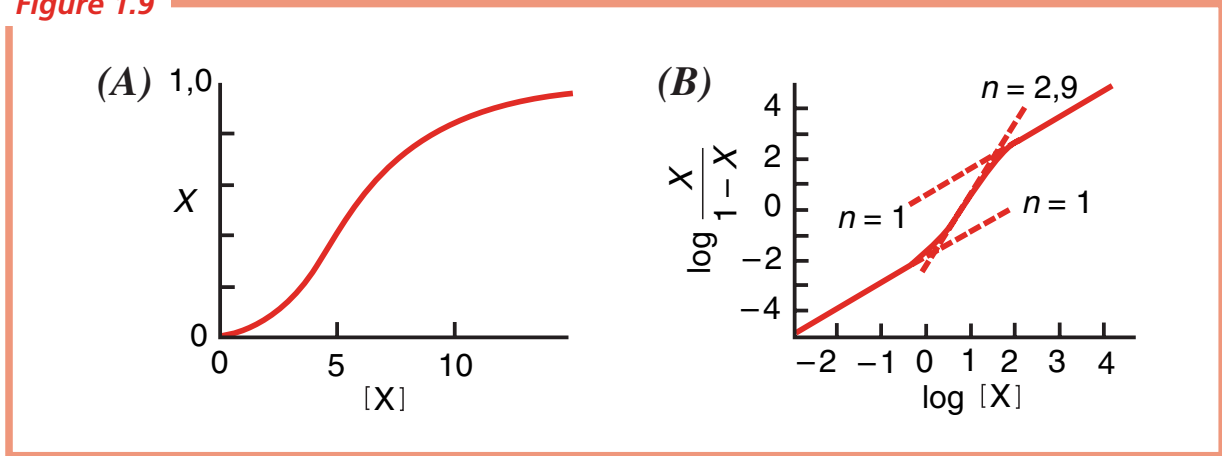 Figure 1.9
(A)
1,0
X
0
0 5 10
[X]
(B)
n = 2,9
4
2
0
−2
−4
log X / 1 − X
n = 1
n = 1
−2 −1 0 1 2 3 4
log [X]